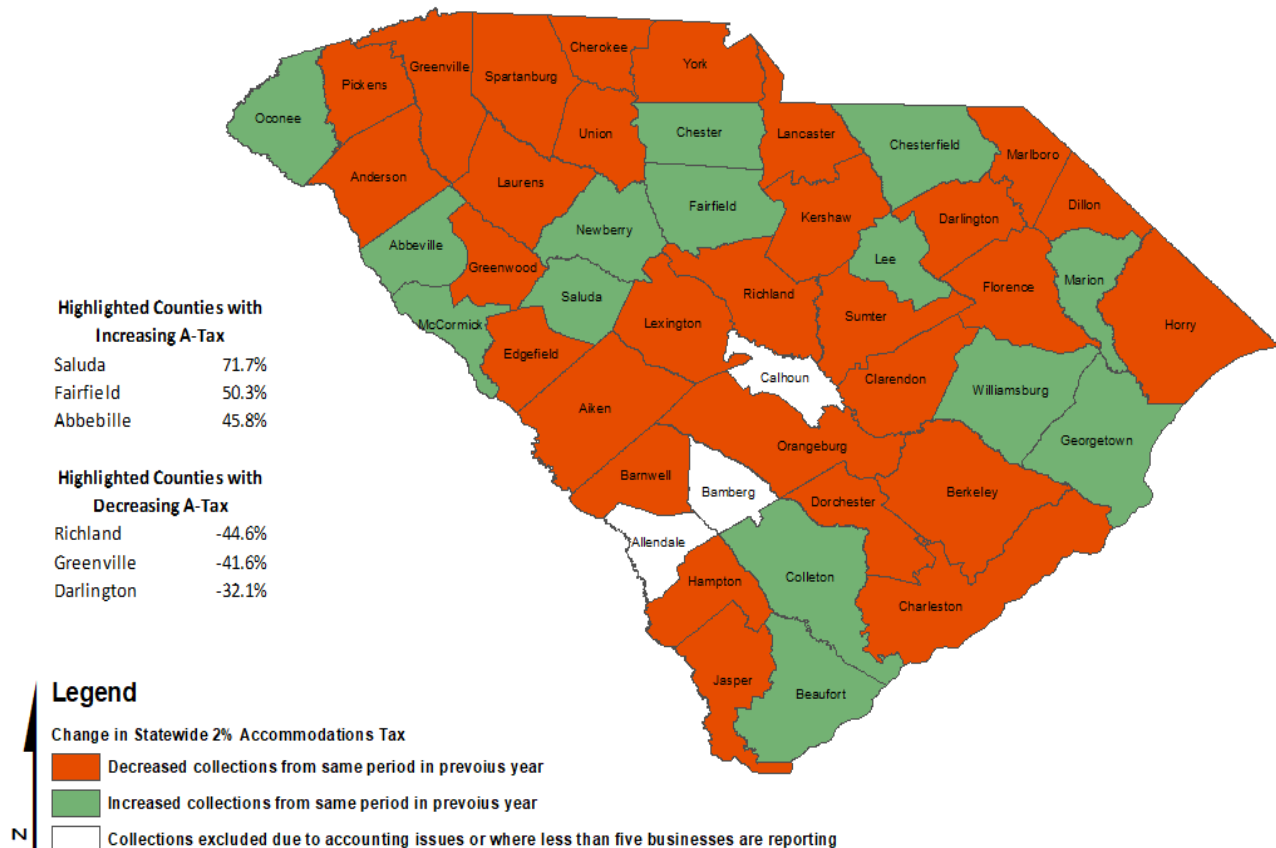 Cherokee
York
Greenville
Spartanburg
Pickens
Oconee
Union
Chester
Lancaster
Chesterfield
Marlboro
Anderson
Laurens
Fairfield
Kershaw
Darlington
Dillon
Newberry
Abbeville
Greenwood
Lee
Marion
Saluda
Richland
Florence
McCormick
Lexington
Sumter
Horry
Edgefield
Calhoun
Clarendon
Williamsburg
Aiken
Orangeburg
Georgetown
Barnwell
Bamberg
Berkeley
Dorchester
Allendale
Hampton
Colleton
Charleston
Jasper
Beaufort
Highlighted Counties with
Increasing A-Tax
Saluda 71.7%
Fairfield 50.3%
Abbebille 45.8%
Highlighted Counties with
Decreasing A-Tax
Richland -44.6%
Greenville -41.6%
Darlington -32.1%
Legend
Change in Statewide 2% Accommodations Tax
Decreased collections from same period in prevoius year
Increased collections from same period in prevoius year
Collections excluded due to accounting issues or where less than five businesses are reporting
N